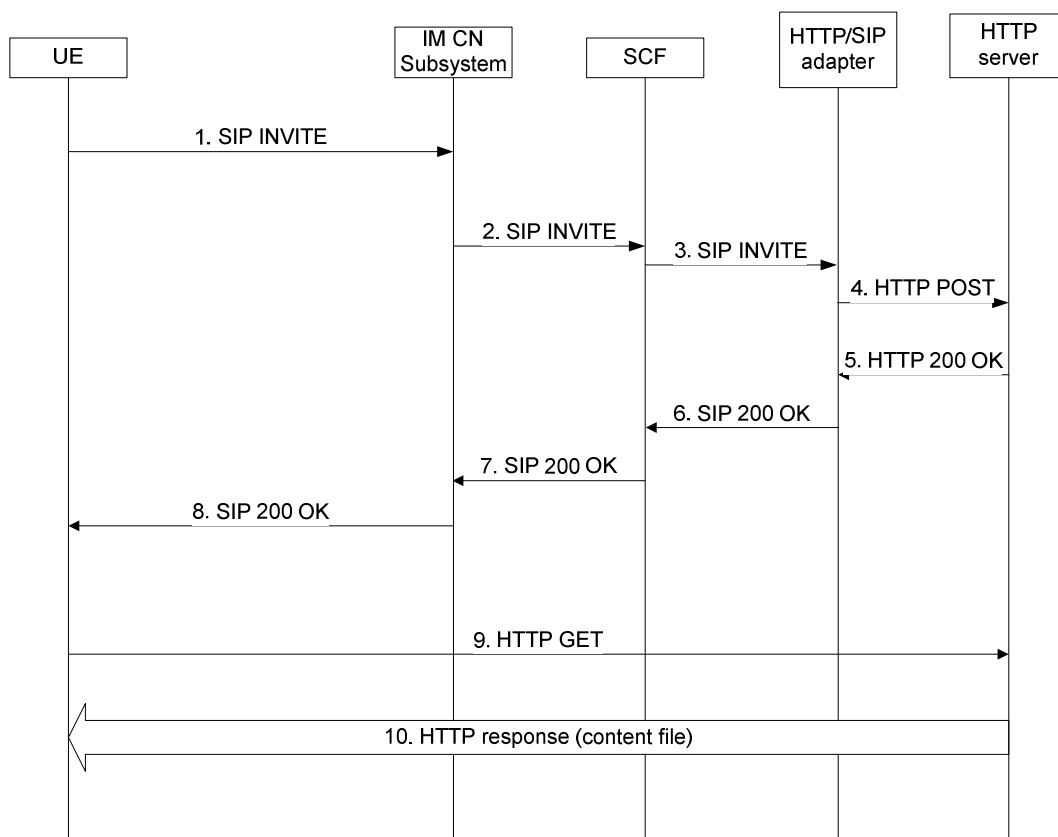 UE
IM CN
Subsystem
SCF
HTTP/SIP
adapter
HTTP
server
1. SIP INVITE
2. SIP INVITE
3. SIP INVITE
4. HTTP POST
5. HTTP 200 OK
6. SIP 200 OK
7. SIP 200 OK
8. SIP 200 OK
9. HTTP GET
10. HTTP response (content file)